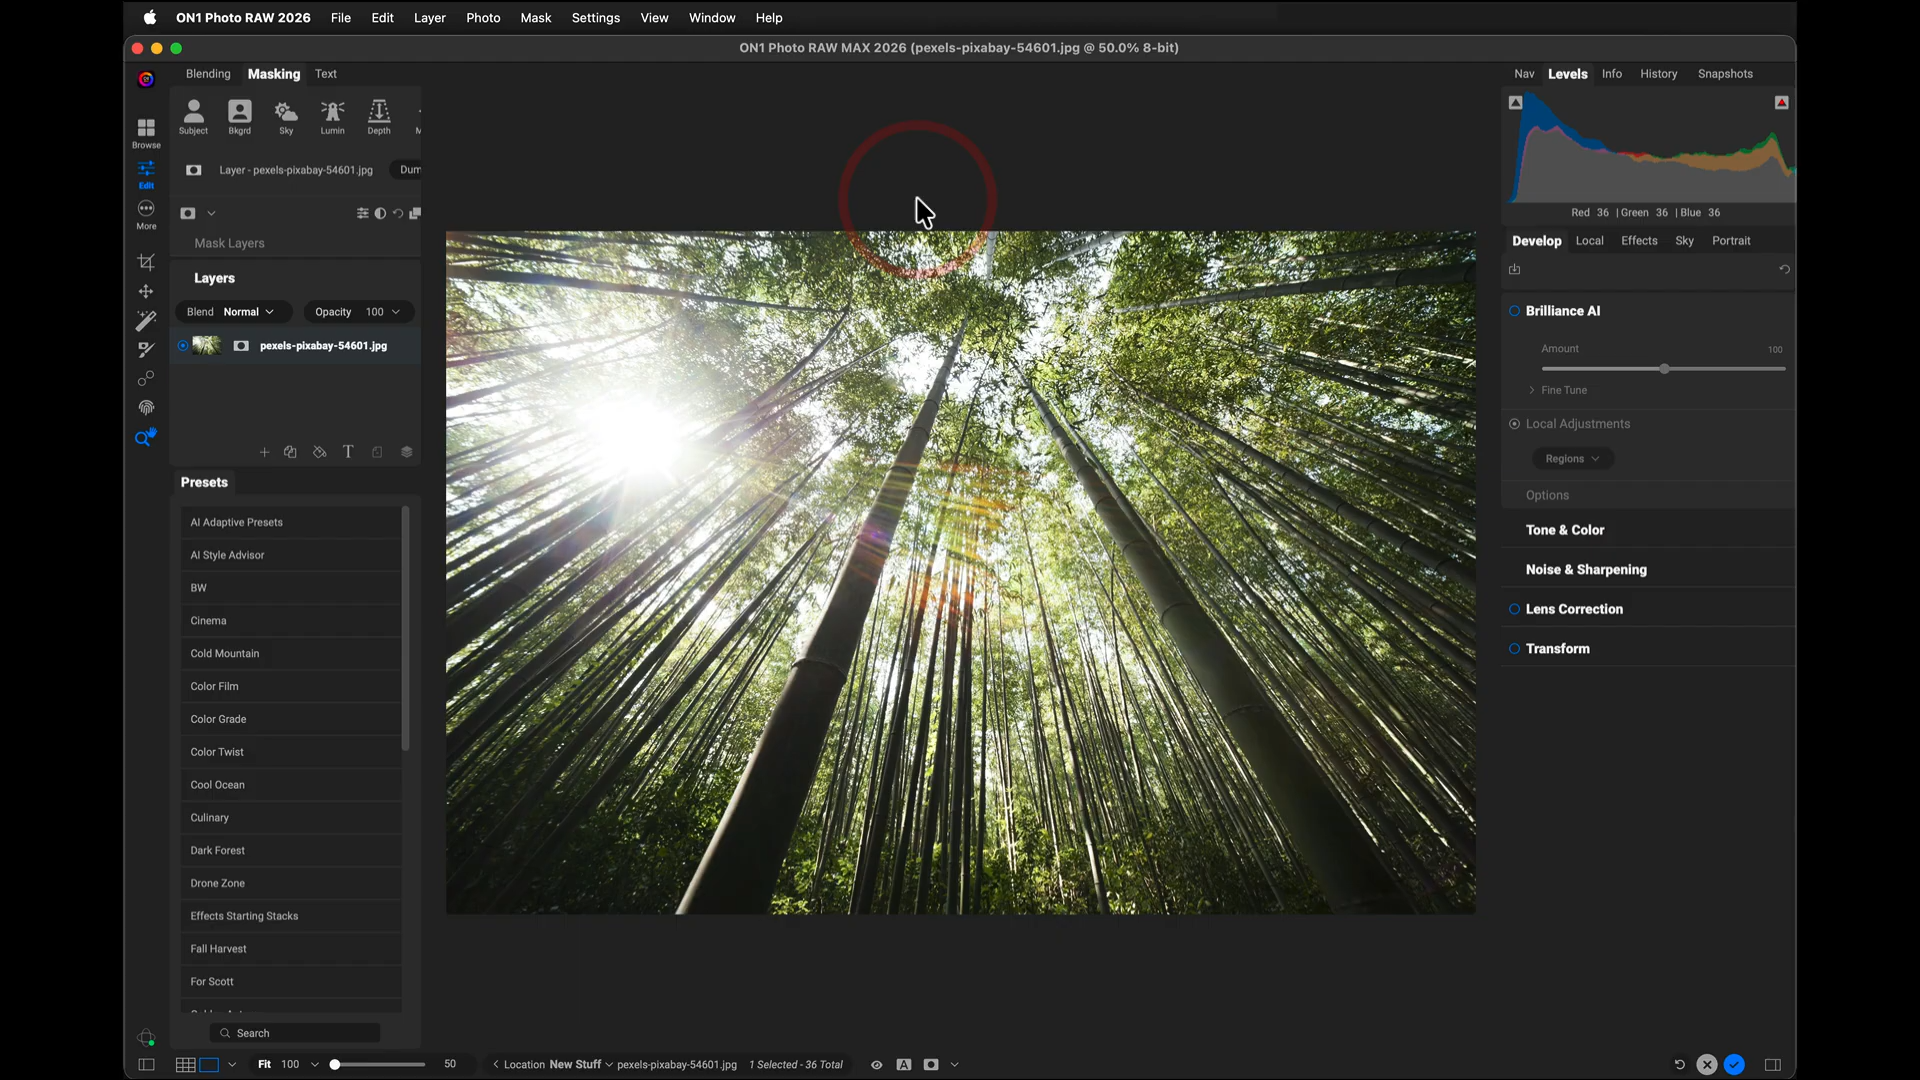 ON1 Photo RAW 2026 File Edit Layer Photo Mask Settings View Window Help
ON1 Photo RAW MAX 2026 (pexels-pixabay-54601.jpg @ 50.0% 8-bit)
Blending Masking Text
Subject Bkgrd Sky Lumin Depth
Layer - pexels-pixabay-54601.jpg Dum
Mask Layers
Browse
Edit
More
Layers
Blend Normal Opacity 100
pexels-pixabay-54601.jpg
Presets
AI Adaptive Presets
AI Style Advisor
BW
Cinema
Cold Mountain
Color Film
Color Grade
Color Twist
Cool Ocean
Culinary
Dark Forest
Drone Zone
Effects Starting Stacks
Fall Harvest
For Scott
Search
Fit 100 50 Location New Stuff pexels-pixabay-54601.jpg 1 Selected - 36 Total
Nav Levels Info History Snapshots
Red 36 | Green 36 | Blue 36
Develop Local Effects Sky Portrait
Brilliance AI
Amount 100
Fine Tune
Local Adjustments
Regions
Options
Tone & Color
Noise & Sharpening
Lens Correction
Transform